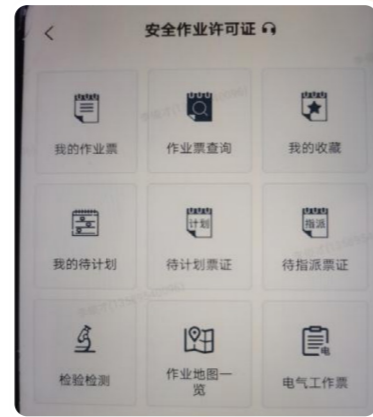 安全作业许可证
我的作业票
作业票查询
我的收藏
我的待计划
计划
待计划票证
指派
待指派票证
检验检测
作业地图一
览
电
电气工作票